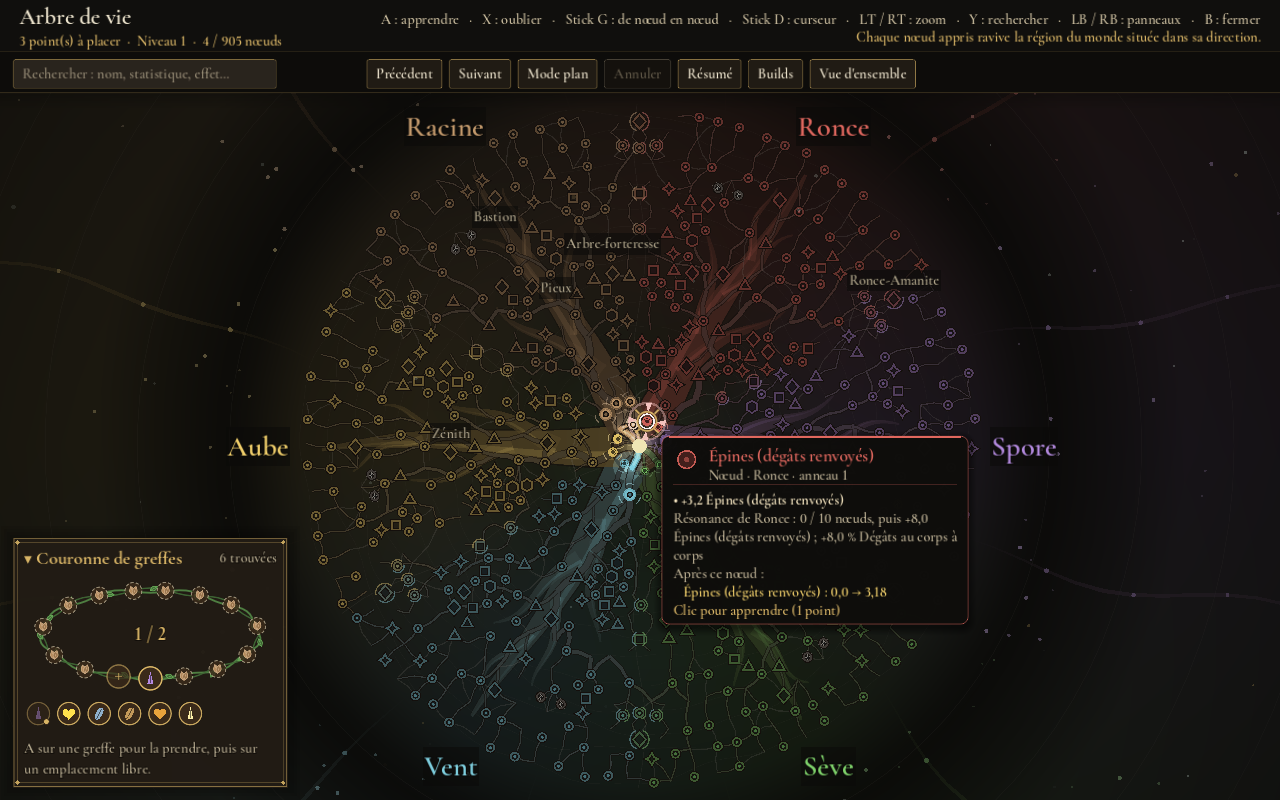 Arbre de vie
3 point(s) à placer · Niveau 1 · 4 / 905 nœuds
A : apprendre · X : oublier · Stick G : de nœud en nœud · Stick D : curseur · LT / RT : zoom · Y : rechercher · LB / RB : panneaux · B : fermer
Chaque nœud appris ravive la région du monde située dans sa direction.
Rechercher : nom, statistique, effet...
Précédent
Suivant
Mode plan
Annuler
Résumé
Builds
Vue d'ensemble
Racine
Ronce
Bastion
Arbre-forteresse
Pieux
Ronce-Amanite
Zénith
Aube
Spore
Épines (dégâts renvoyés)
Nœud · Ronce · anneau 1
• +3,2 Épines (dégâts renvoyés)
Résonance de Ronce : 0 / 10 nœuds, puis +8,0
Épines (dégâts renvoyés) ; +8,0 % Dégâts au corps à
corps
Après ce nœud :
Épines (dégâts renvoyés) : 0,0 → 3,18
Clic pour apprendre (1 point)
▾ Couronne de greffes
6 trouvées
1 / 2
+
A sur une greffe pour la prendre, puis sur
un emplacement libre.
Vent
Sève